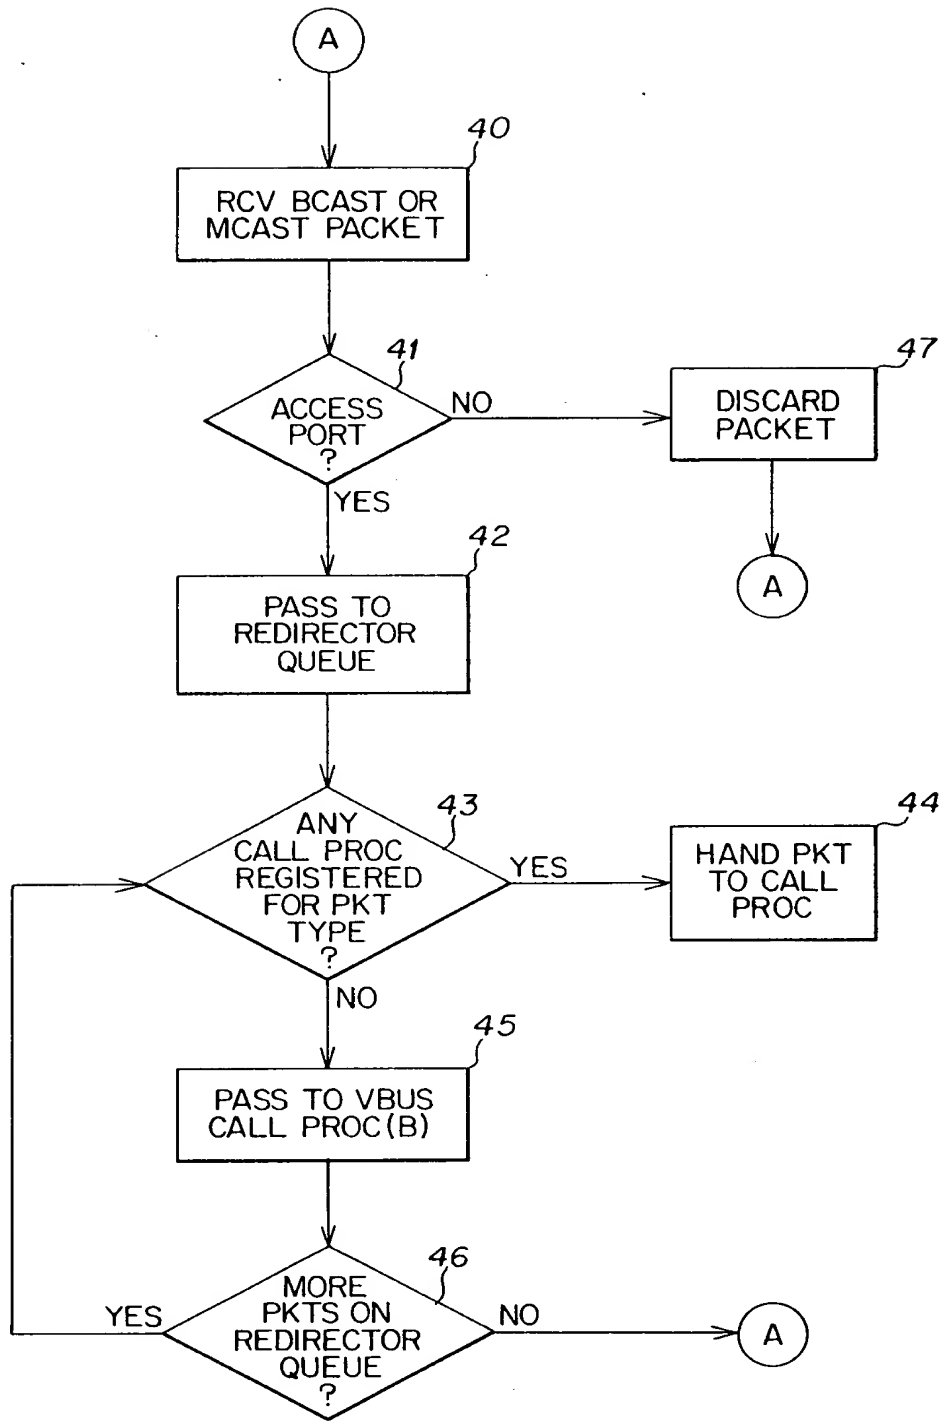 A
40
RCV BCAST OR
MCAST PACKET
41
ACCESS
PORT
?
NO
YES
47
DISCARD
PACKET
A
42
PASS TO
REDIRECTOR
QUEUE
43
ANY
CALL PROC
REGISTERED
FOR PKT
TYPE
?
YES
NO
44
HAND PKT
TO CALL
PROC
45
PASS TO VBUS
CALL PROC(B)
46
MORE
PKTS ON
REDIRECTOR
QUEUE
?
YES
NO
A